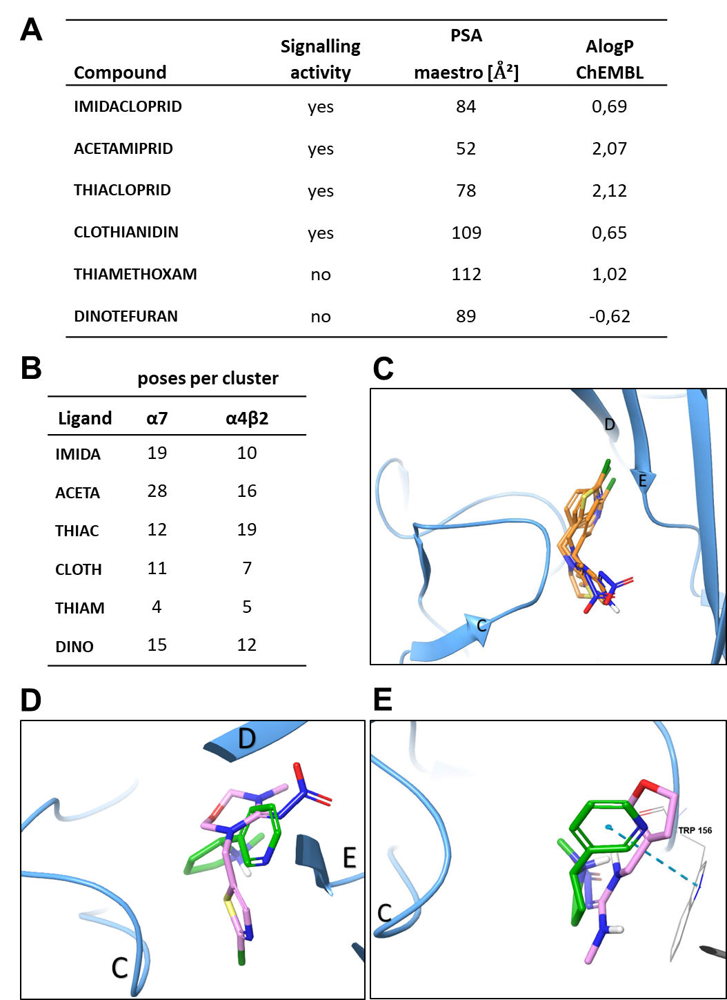 A
Compound Signalling activity PSA maestro [Å²] AlogP ChEMBL
IMIDACLOPRID yes 84 0,69
ACETAMIPRID yes 52 2,07
THIACLOPRID yes 78 2,12
CLOTHIANIDIN yes 109 0,65
THIAMETHOXAM no 112 1,02
DINOTEFURAN no 89 -0,62
B
poses per cluster
Ligand α7 α4β2
IMIDA 19 10
ACETA 28 16
THIAC 12 19
CLOTH 11 7
THIAM 4 5
DINO 15 12
C
D
E
C
D
D
E
C
E
TRP 156
C